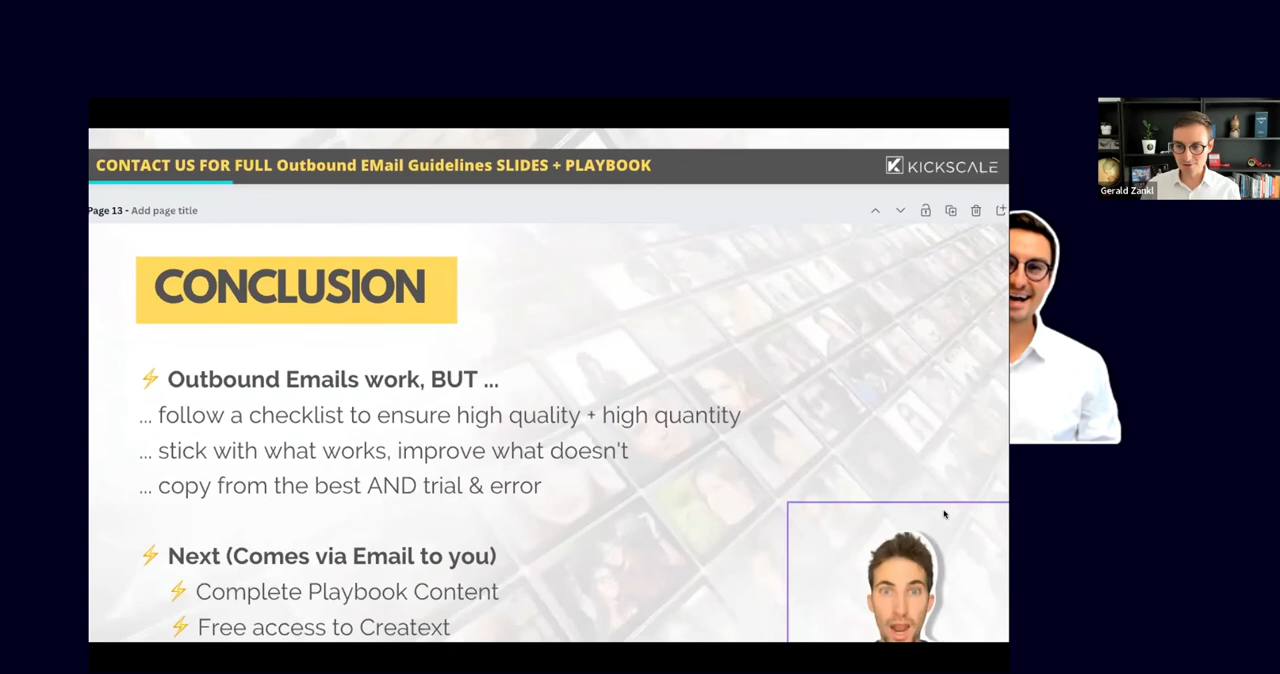 CONTACT US FOR FULL Outbound EMail Guidelines SLIDES + PLAYBOOK
KICKSCALE
Page 13 - Add page title
Gerald Zankl
CONCLUSION
⚡ Outbound Emails work, BUT ...
... follow a checklist to ensure high quality + high quantity
... stick with what works, improve what doesn't
... copy from the best AND trial & error
⚡ Next (Comes via Email to you)
⚡ Complete Playbook Content
⚡ Free access to Creatext